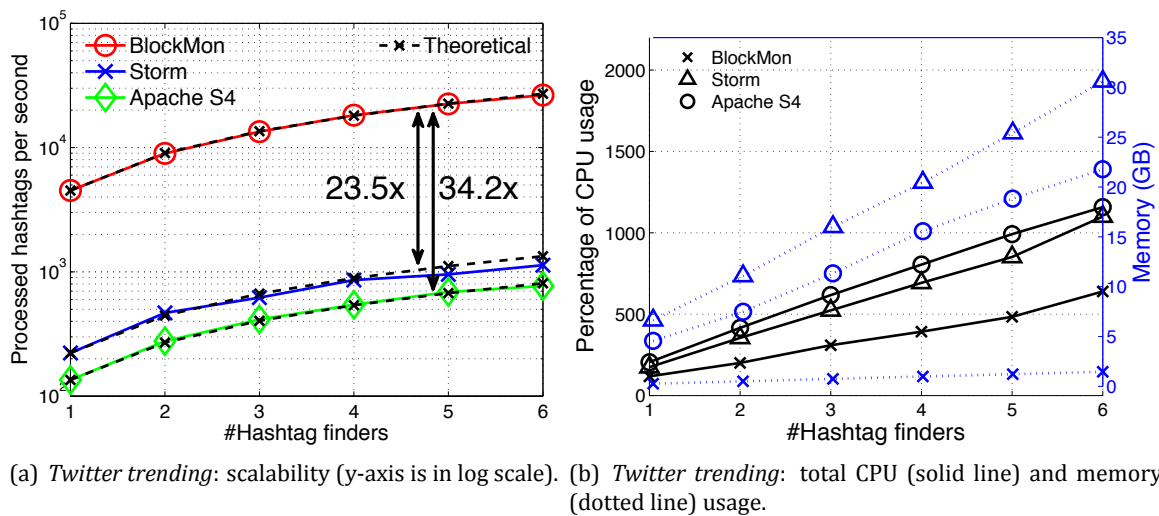 10^5
10^4
10^3
10^2
Processed hashtags per second
BlockMon
Storm
Apache S4
Theoretical
23.5x 34.2x
1 2 3 4 5 6
#Hashtag finders
2000
1500
1000
500
0
Percentage of CPU usage
BlockMon
Storm
Apache S4
35
30
25
20
15
10
5
0
Memory (GB)
1 2 3 4 5 6
#Hashtag finders
(a) Twitter trending: scalability (y-axis is in log scale).
(b) Twitter trending: total CPU (solid line) and memory
(dotted line) usage.